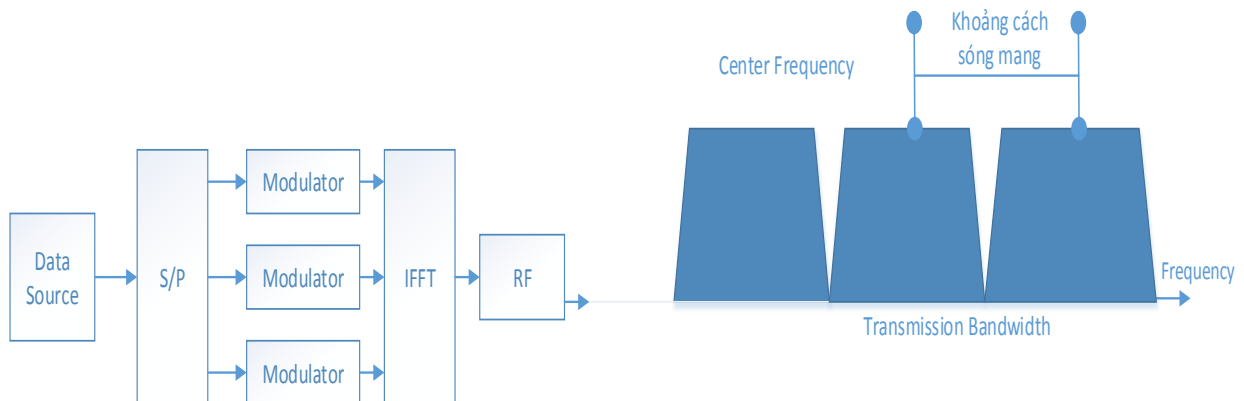 Data
Source
S/P
Modulator
Modulator
Modulator
IFFT
RF
Center Frequency
Khoảng cách
sóng mang
Frequency
Transmission Bandwidth